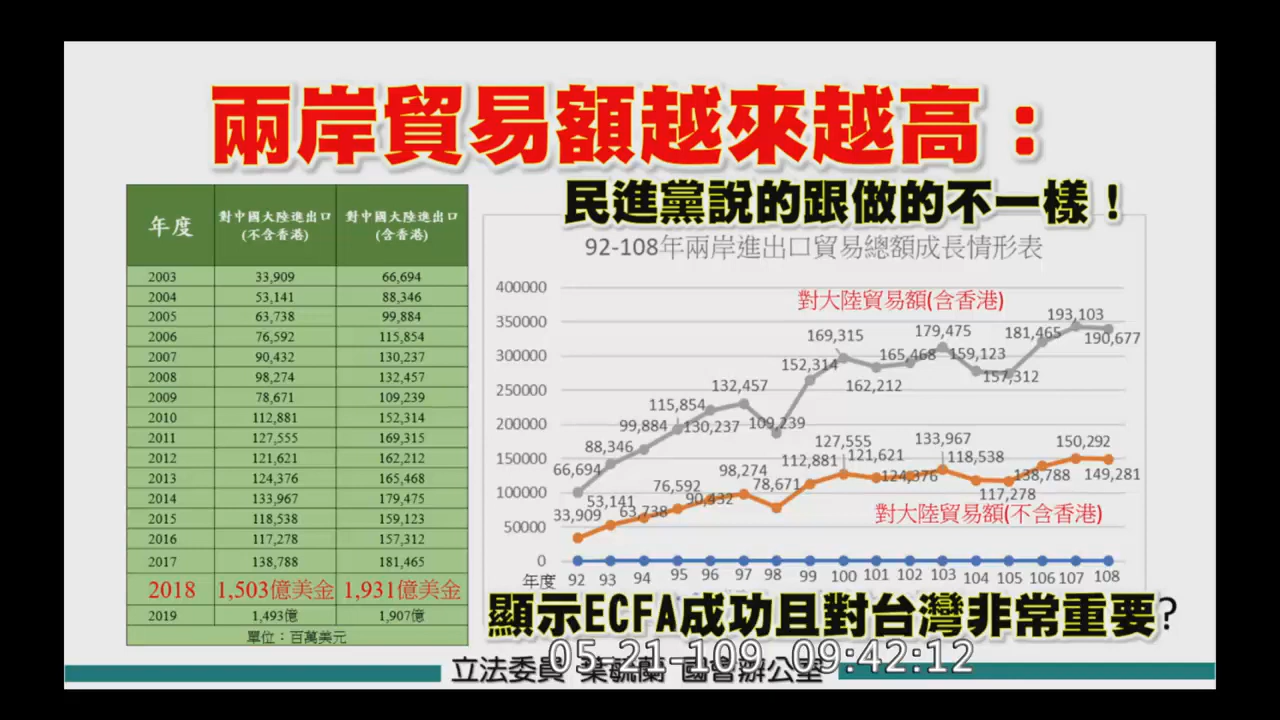 兩岸貿易額越來越高：
民進黨說的跟做的不一樣！
年度 對中國大陸進出口(不含香港) 對中國大陸進出口(含香港)
2003 33,909 66,694
2004 53,141 88,346
2005 63,738 99,884
2006 76,592 115,854
2007 90,432 130,237
2008 98,274 132,457
2009 78,671 109,239
2010 112,881 152,314
2011 127,555 169,315
2012 121,621 162,212
2013 124,376 165,468
2014 133,967 179,475
2015 118,538 159,123
2016 117,278 157,312
2017 138,788 181,465
2018 1,503億美金 1,931億美金
2019 1,493億 1,907億
單位：百萬美元
92-108年兩岸進出口貿易總額成長情形表
對大陸貿易額(含香港)
400000
350000
300000
250000
200000
150000
100000
50000
0
66,694 88,346 99,884 115,854 130,237 132,457 109,239 152,314 169,315 162,212 165,468 179,475 159,123 157,312 181,465 193,103 190,677
33,909 53,141 63,738 76,592 90,432 98,274 78,671 112,881 127,555 121,621 124,376 133,967 118,538 117,278 138,788 150,292 149,281
對大陸貿易額(不含香港)
年度 92 93 94 95 96 97 98 99 100 101 102 103 104 105 106 107 108
顯示ECFA成功且對台灣非常重要?
立法委員 葉毓蘭 國會辦公室
05-21-109 09:42:12